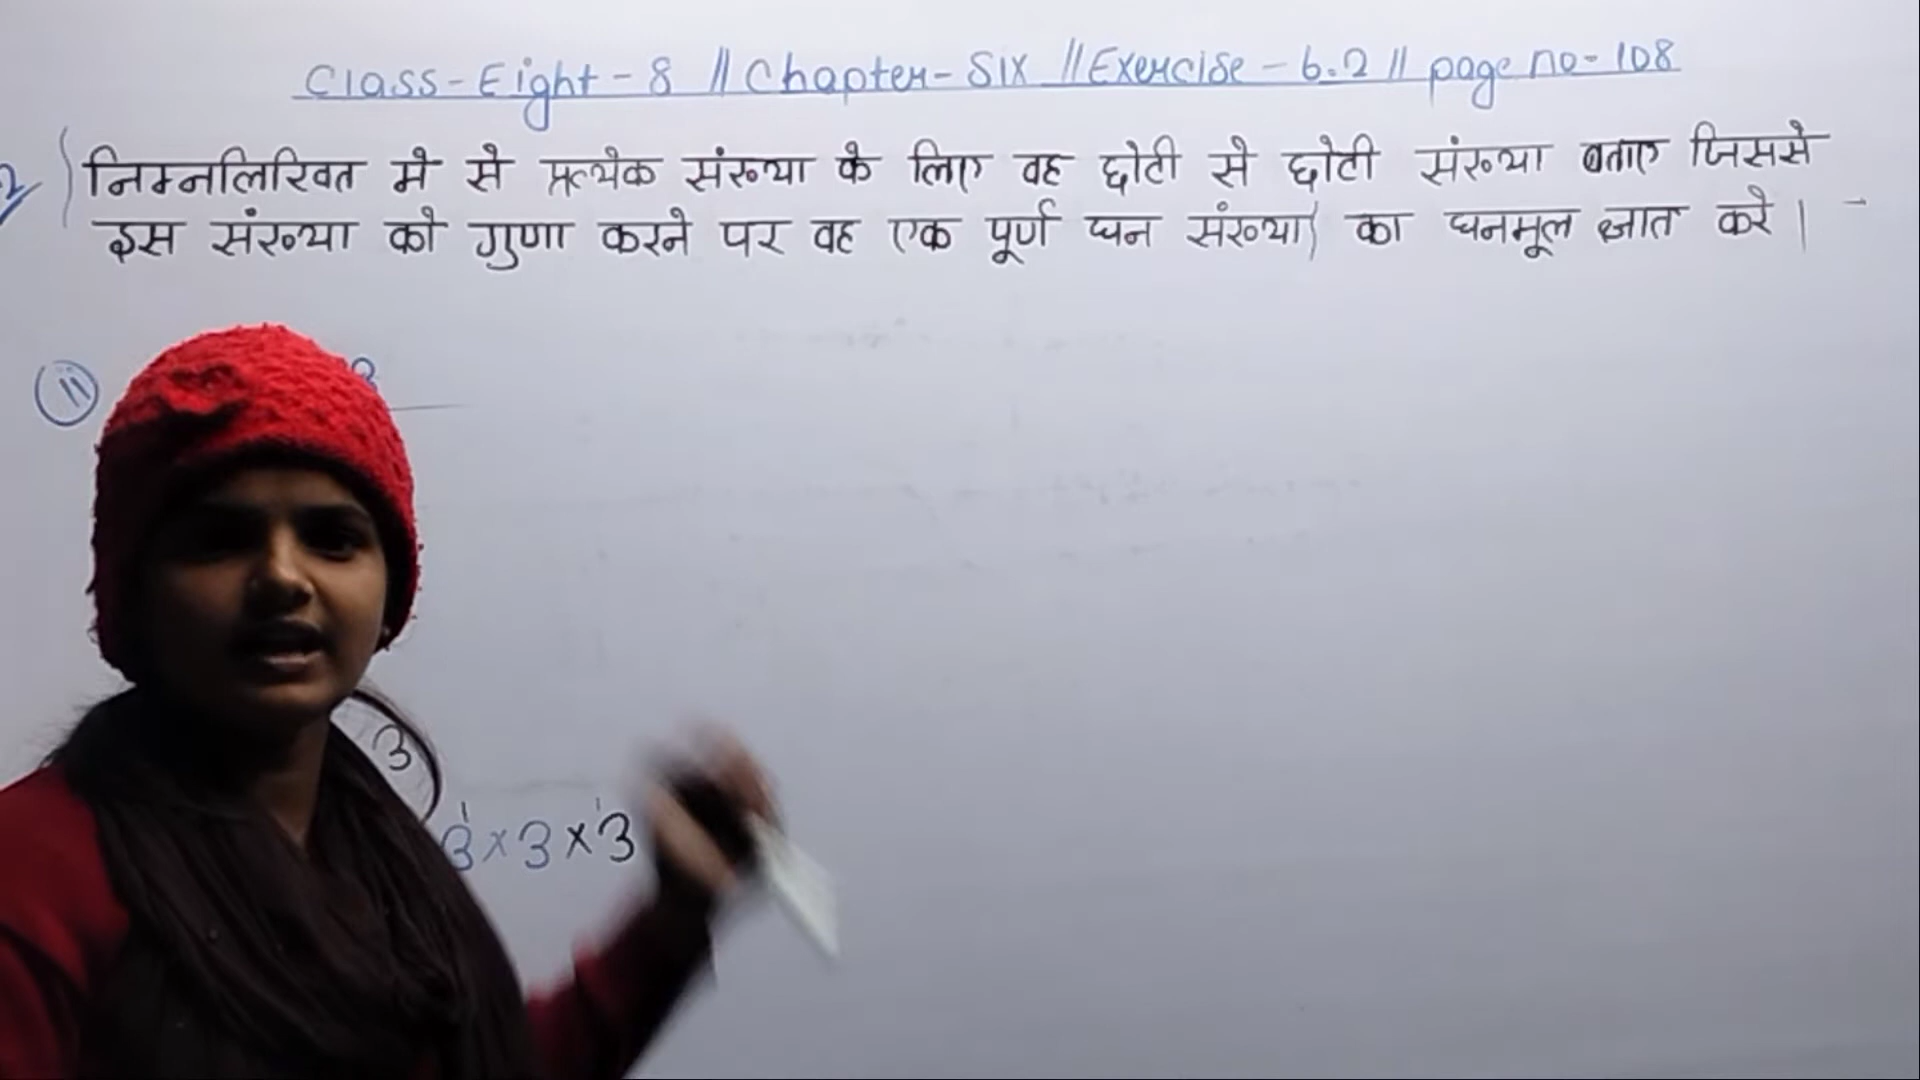 Class-Eight-8 || Chapter-Six || Exercise-6.2 || page no-108
2 निम्नलिखित मे से प्रत्येक संख्या के लिए वह छोटी से छोटी संख्या बताए जिससे
इस संख्या को गुणा करने पर वह एक पूर्ण घन संख्या का घनमूल ज्ञात करे।
ii
3
3×3×3